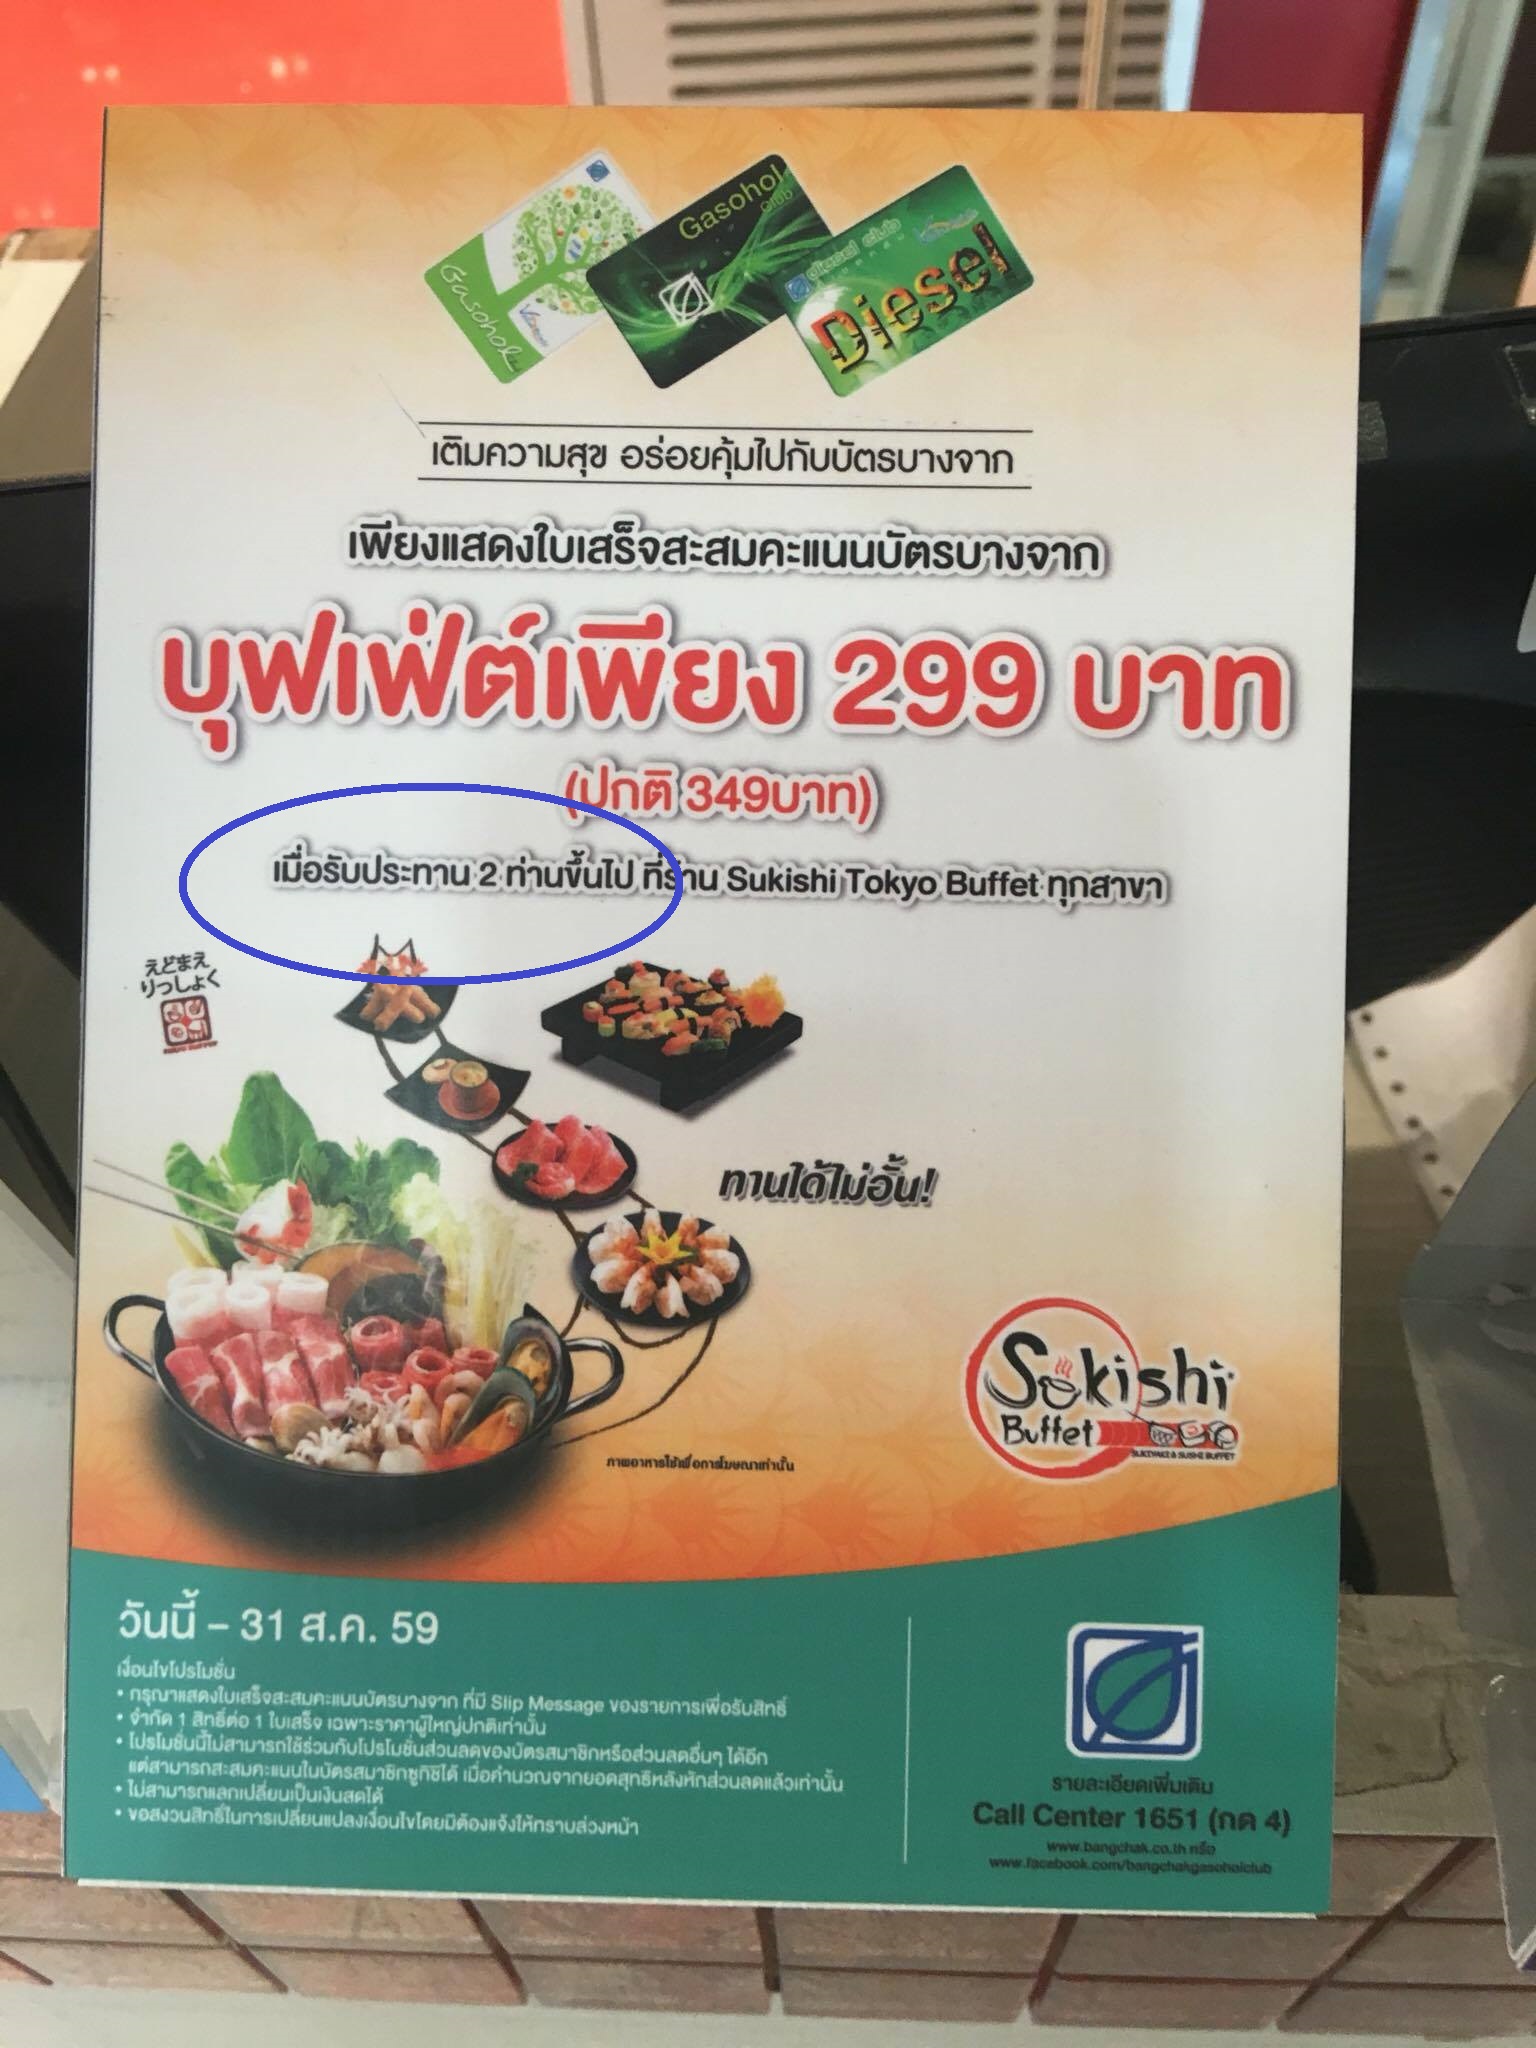 Gasohol
Gasohol
Club
diesel club
Diesel
เติมความสุข อร่อยคุ้มไปกับบัตรบางจาก
เพียงแสดงใบเสร็จสะสมคะแนนบัตรบางจาก
บุฟเฟ่ต์เพียง 299 บาท
(ปกติ 349บาท)
เมื่อรับประทาน 2 ท่านขึ้นไป ที่ร้าน Sukishi Tokyo Buffet ทุกสาขา
えどまえ
りっしょく
ทานได้ไม่อั้น!
Sukishi
Buffet
SUKIYAKI & SUSHI BUFFET
ภาพอาหารใช้เพื่อการโฆษณาเท่านั้น
วันนี้ – 31 ส.ค. 59
เงื่อนไขโปรโมชั่น
• กรุณาแสดงใบเสร็จสะสมคะแนนบัตรบางจาก ที่มี Slip Message ของรายการเพื่อรับสิทธิ์
• จำกัด 1 สิทธิ์ต่อ 1 ใบเสร็จ เฉพาะราคาผู้ใหญ่ปกติเท่านั้น
• โปรโมชั่นนี้ไม่สามารถใช้ร่วมกับโปรโมชั่นส่วนลดของบัตรสมาชิกหรือส่วนลดอื่นๆ ได้อีก
แต่สามารถสะสมคะแนนในบัตรสมาชิกซูกิชิได้ เมื่อคำนวณจากยอดสุทธิหลังหักส่วนลดแล้วเท่านั้น
• ไม่สามารถแลกเปลี่ยนเป็นเงินสดได้
• ขอสงวนสิทธิ์ในการเปลี่ยนแปลงเงื่อนไขโดยมิต้องแจ้งให้ทราบล่วงหน้า
รายละเอียดเพิ่มเติม
Call Center 1651 (กด 4)
www.bangchak.co.th หรือ
www.facebook.com/bangchakgasoholclub